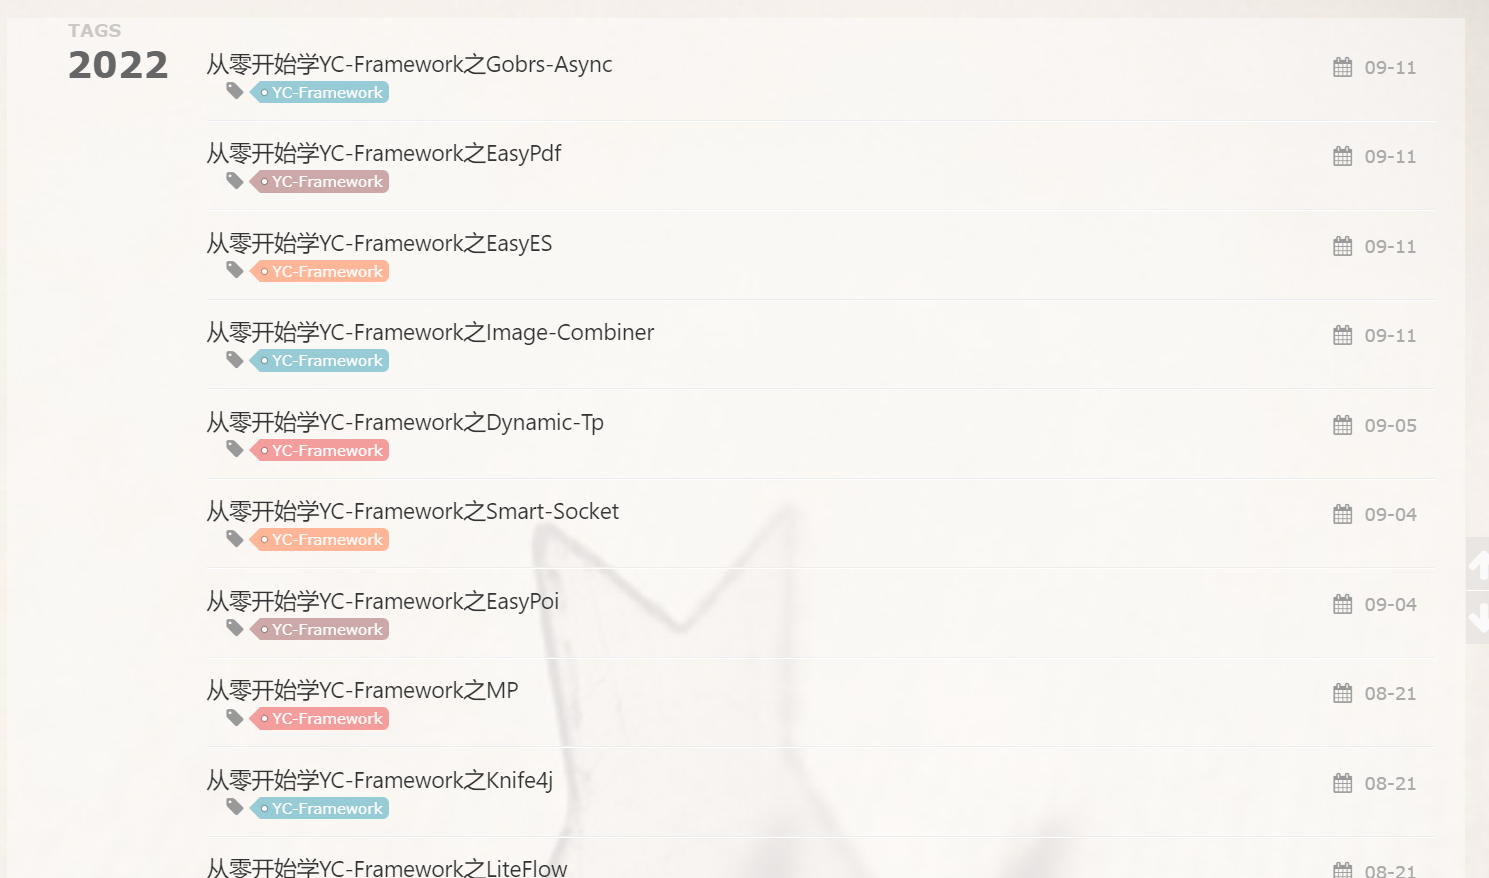 TAGS
2022
从零开始学YC-Framework之Gobrs-Async
09-11
YC-Framework
从零开始学YC-Framework之EasyPdf
09-11
YC-Framework
从零开始学YC-Framework之EasyES
09-11
YC-Framework
从零开始学YC-Framework之Image-Combiner
09-11
YC-Framework
从零开始学YC-Framework之Dynamic-Tp
09-05
YC-Framework
从零开始学YC-Framework之Smart-Socket
09-04
YC-Framework
从零开始学YC-Framework之EasyPoi
09-04
YC-Framework
从零开始学YC-Framework之MP
08-21
YC-Framework
从零开始学YC-Framework之Knife4j
08-21
YC-Framework
从零开始学YC-Framework之LiteFlow
08-21